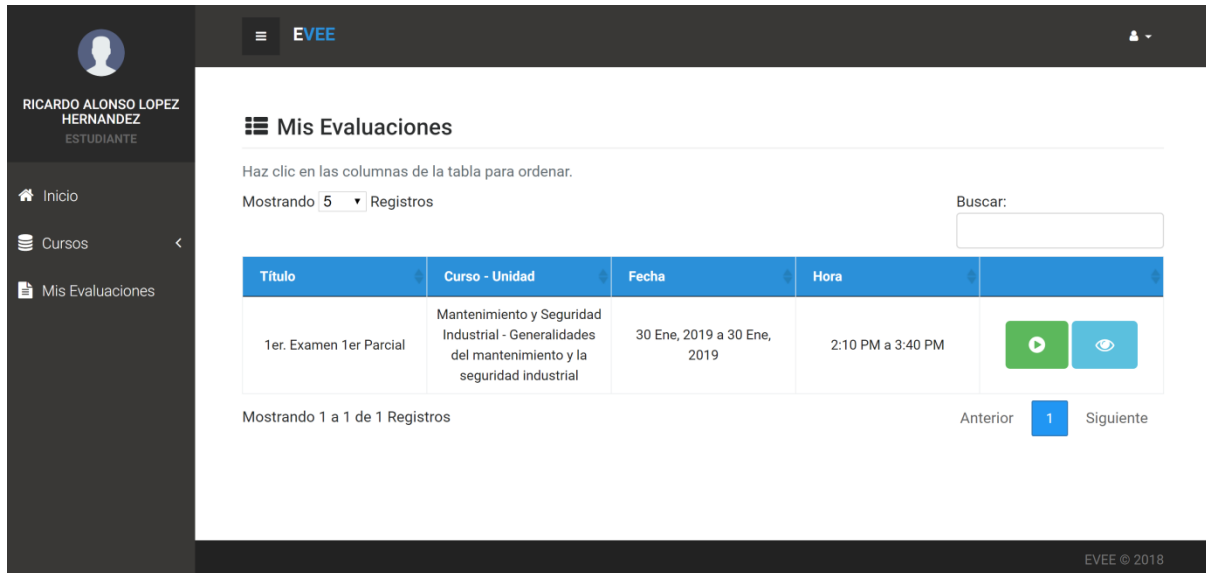 EVEE
RICARDO ALONSO LOPEZ
HERNANDEZ
ESTUDIANTE
Inicio
Cursos
Mis Evaluaciones
Mis Evaluaciones
Haz clic en las columnas de la tabla para ordenar.
Mostrando 5 Registros
Buscar:
Título Curso - Unidad Fecha Hora
1er. Examen 1er Parcial
Mantenimiento y Seguridad
Industrial - Generalidades
del mantenimiento y la
seguridad industrial
30 Ene, 2019 a 30 Ene,
2019
2:10 PM a 3:40 PM
Mostrando 1 a 1 de 1 Registros
Anterior 1 Siguiente
EVEE © 2018